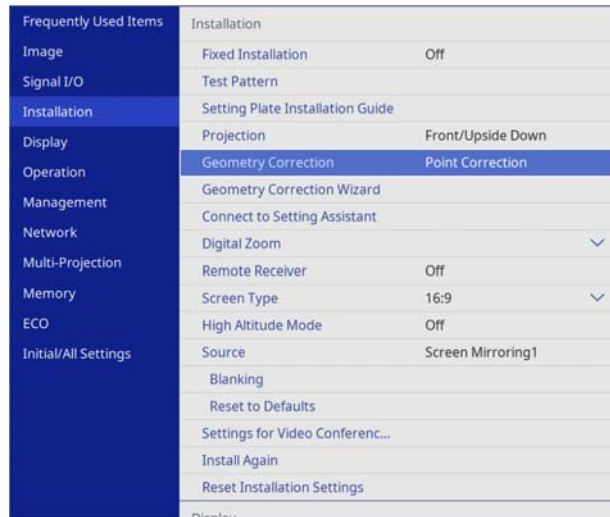 Frequently Used Items
Image
Signal I/O
Installation
Display
Operation
Management
Network
Multi-Projection
Memory
ECO
Initial/All Settings
Installation
Fixed Installation Off
Test Pattern
Setting Plate Installation Guide
Projection Front/Upside Down
Geometry Correction Point Correction
Geometry Correction Wizard
Connect to Setting Assistant
Digital Zoom
Remote Receiver Off
Screen Type 16:9
High Altitude Mode Off
Source Screen Mirroring1
Blanking
Reset to Defaults
Settings for Video Conferenc...
Install Again
Reset Installation Settings
Display